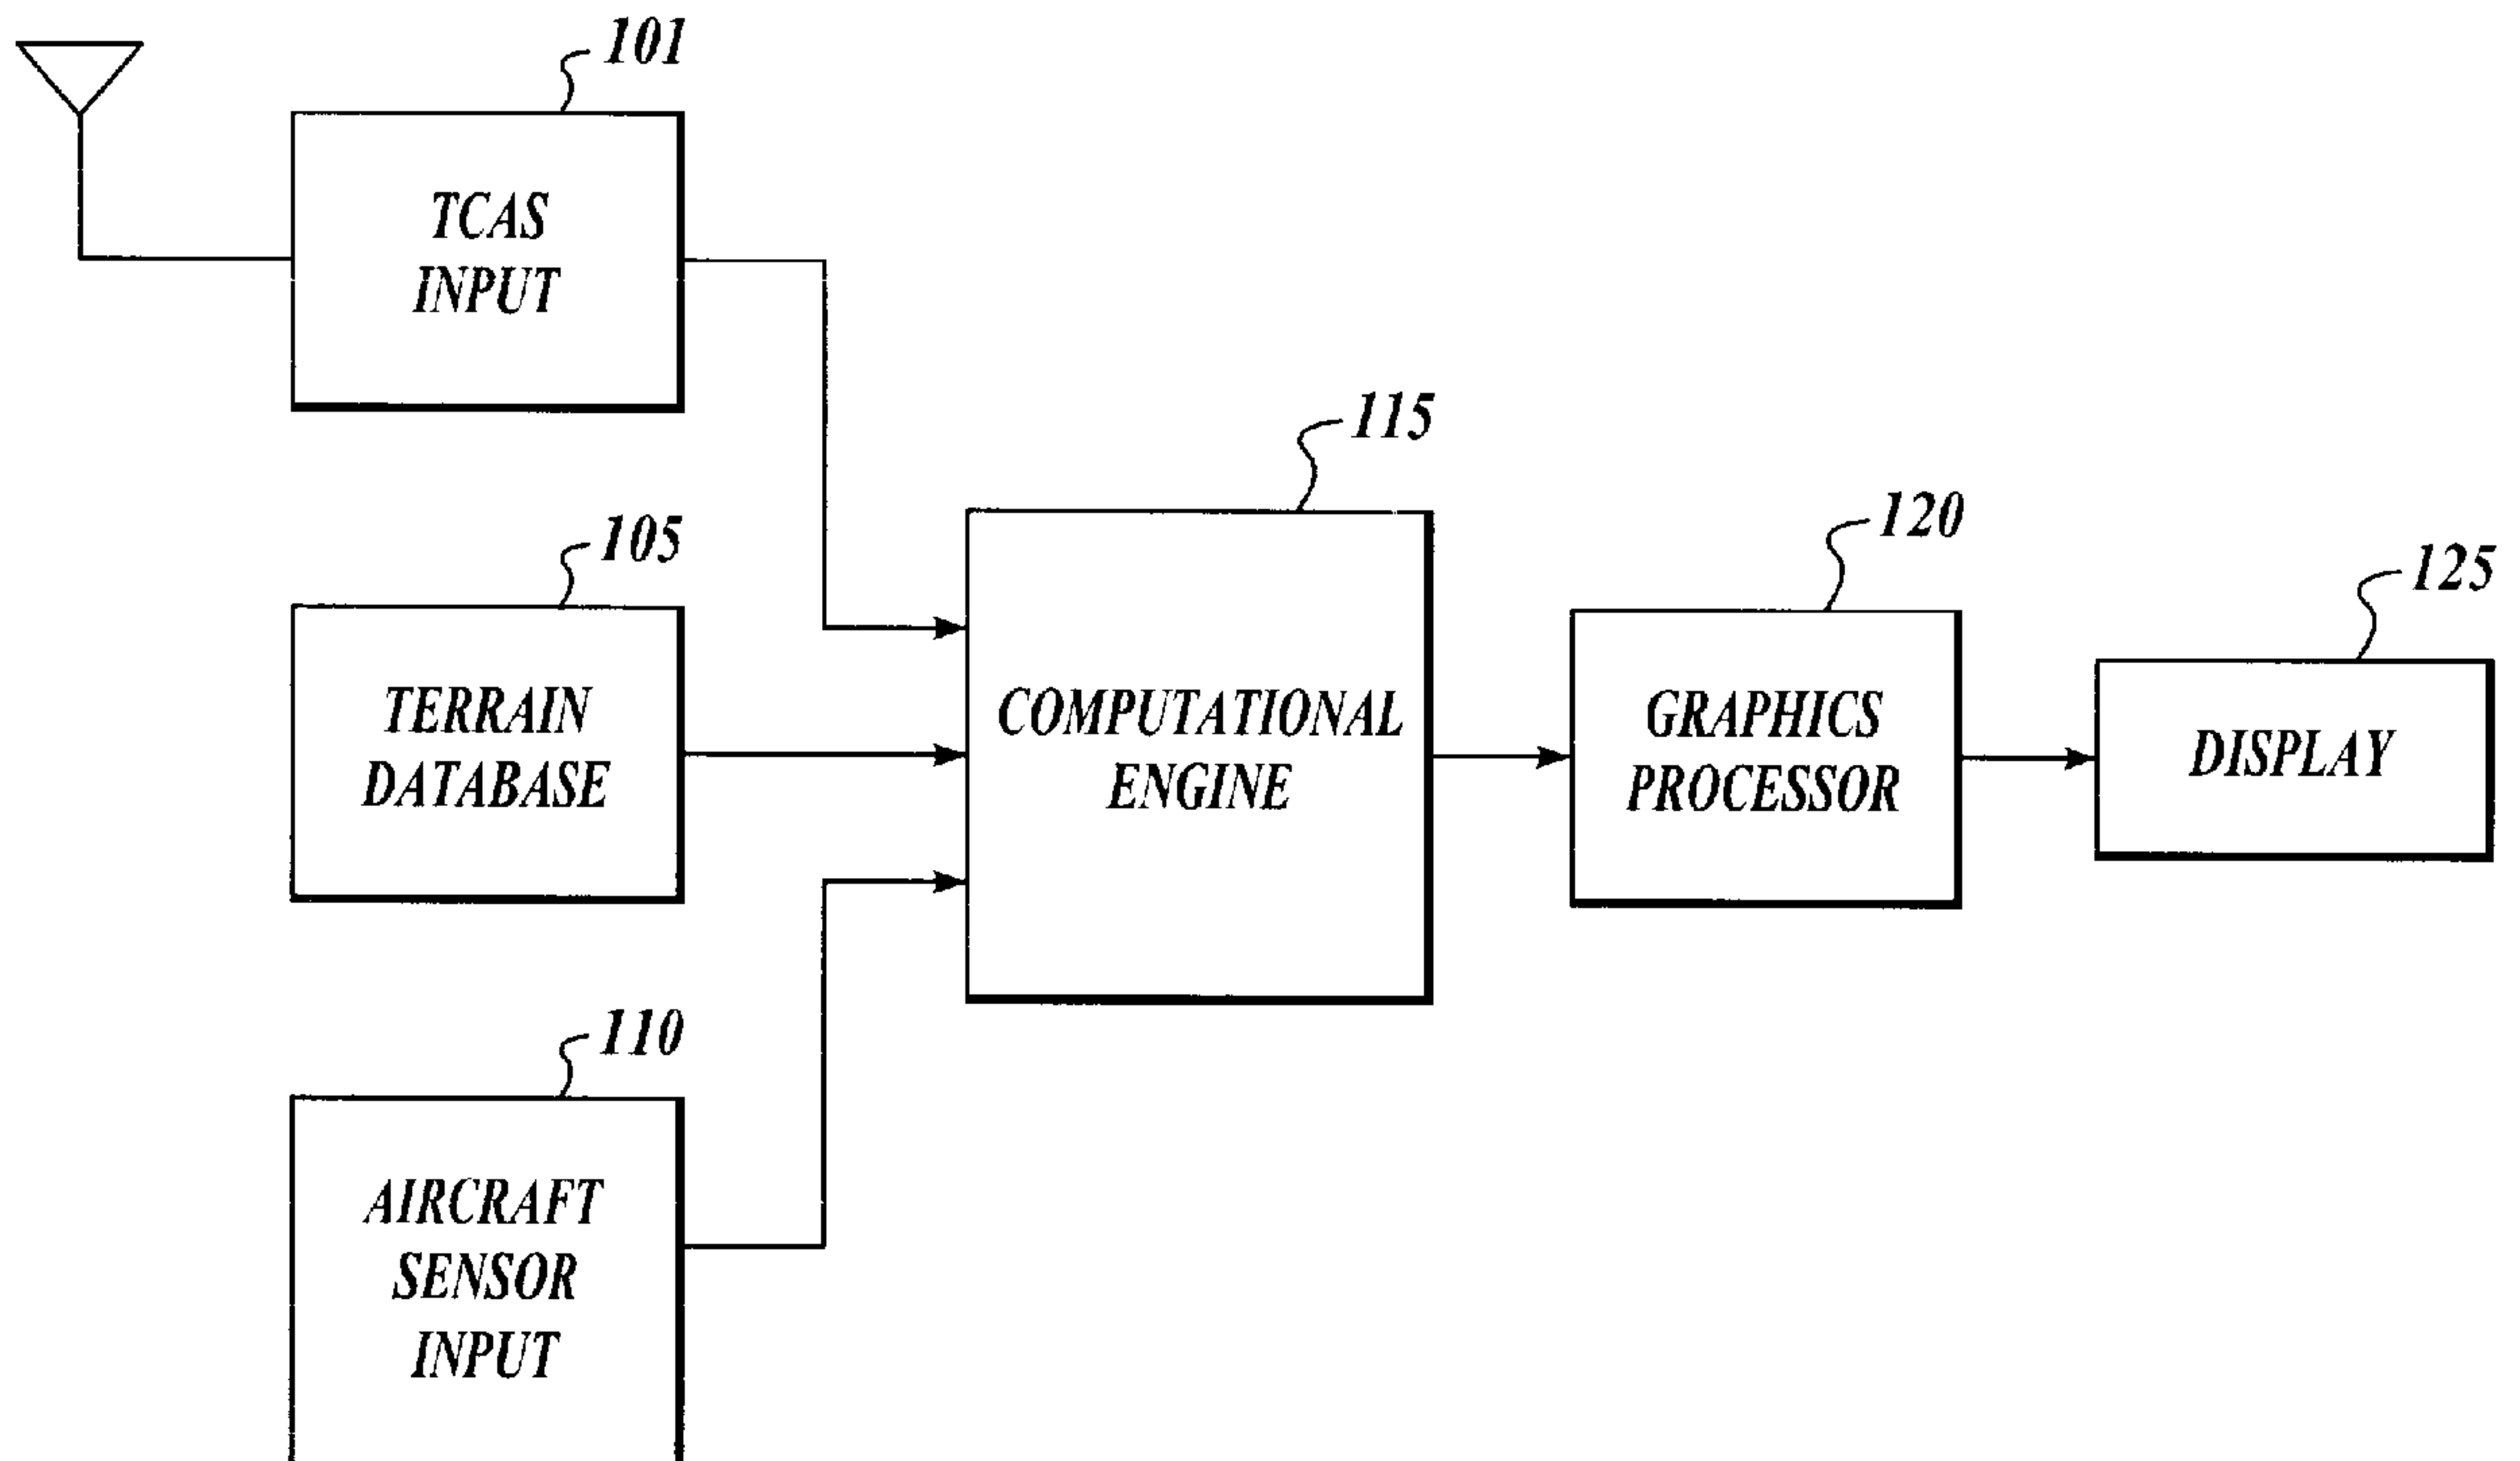 101
TCAS
INPUT
115
120
105
125
TERRAIN
DATABASE
COMPUTATIONAL
ENGINE
GRAPHICS
PROCESSOR
DISPLAY
110
AIRCRAFT
SENSOR
INPUT